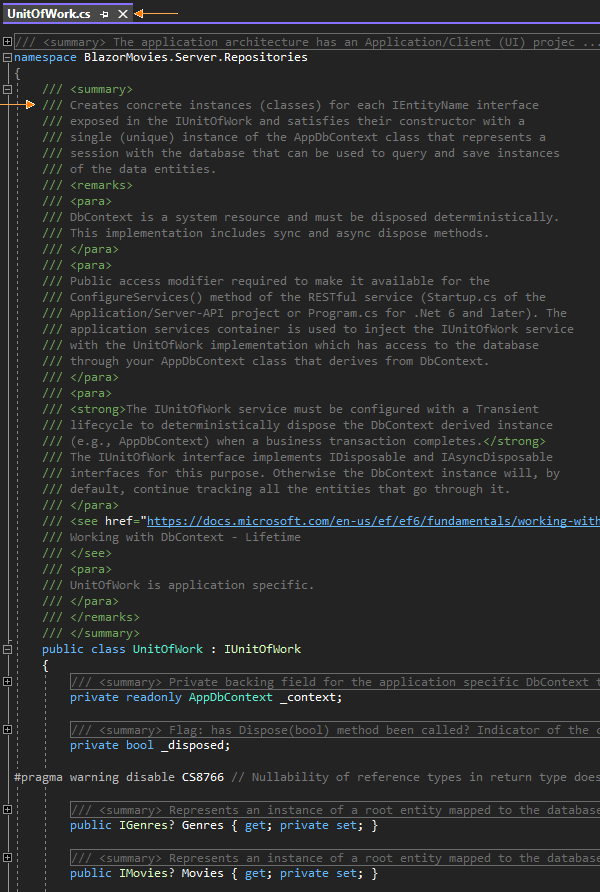 UnitOfWork.cs
/// <summary> The application architecture has an Application/Client (UI) projec ...
namespace BlazorMovies.Server.Repositories
{
/// <summary>
/// Creates concrete instances (classes) for each IEntityName interface
/// exposed in the IUnitOfWork and satisfies their constructor with a
/// single (unique) instance of the AppDbContext class that represents a
/// session with the database that can be used to query and save instances
/// of the data entities.
/// <remarks>
/// <para>
/// DbContext is a system resource and must be disposed deterministically.
/// This implementation includes sync and async dispose methods.
/// </para>
/// <para>
/// Public access modifier required to make it available for the
/// ConfigureServices() method of the RESTful service (Startup.cs of the
/// Application/Server-API project or Program.cs for .Net 6 and later). The
/// application services container is used to inject the IUnitOfWork service
/// with the UnitOfWork implementation which has access to the database
/// through your AppDbContext class that derives from DbContext.
/// </para>
/// <para>
/// <strong>The IUnitOfWork service must be configured with a Transient
/// lifecycle to deterministically dispose the DbContext derived instance
/// (e.g., AppDbContext) when a business transaction completes.</strong>
/// The IUnitOfWork interface implements IDisposable and IAsyncDisposable
/// interfaces for this purpose. Otherwise the DbContext instance will, by
/// default, continue tracking all the entities that go through it.
/// </para>
/// <see href="https://docs.microsoft.com/en-us/ef/ef6/fundamentals/working-with
/// Working with DbContext - Lifetime
/// </see>
/// <para>
/// UnitOfWork is application specific.
/// </para>
/// </remarks>
/// </summary>
public class UnitOfWork : IUnitOfWork
{
/// <summary> Private backing field for the application specific DbContext t
private readonly AppDbContext _context;
/// <summary> Flag: has Dispose(bool) method been called? Indicator of the
private bool _disposed;
#pragma warning disable CS8766 // Nullability of reference types in return type does
/// <summary> Represents an instance of a root entity mapped to the database
public IGenres? Genres { get; private set; }
/// <summary> Represents an instance of a root entity mapped to the database
public IMovies? Movies { get; private set; }